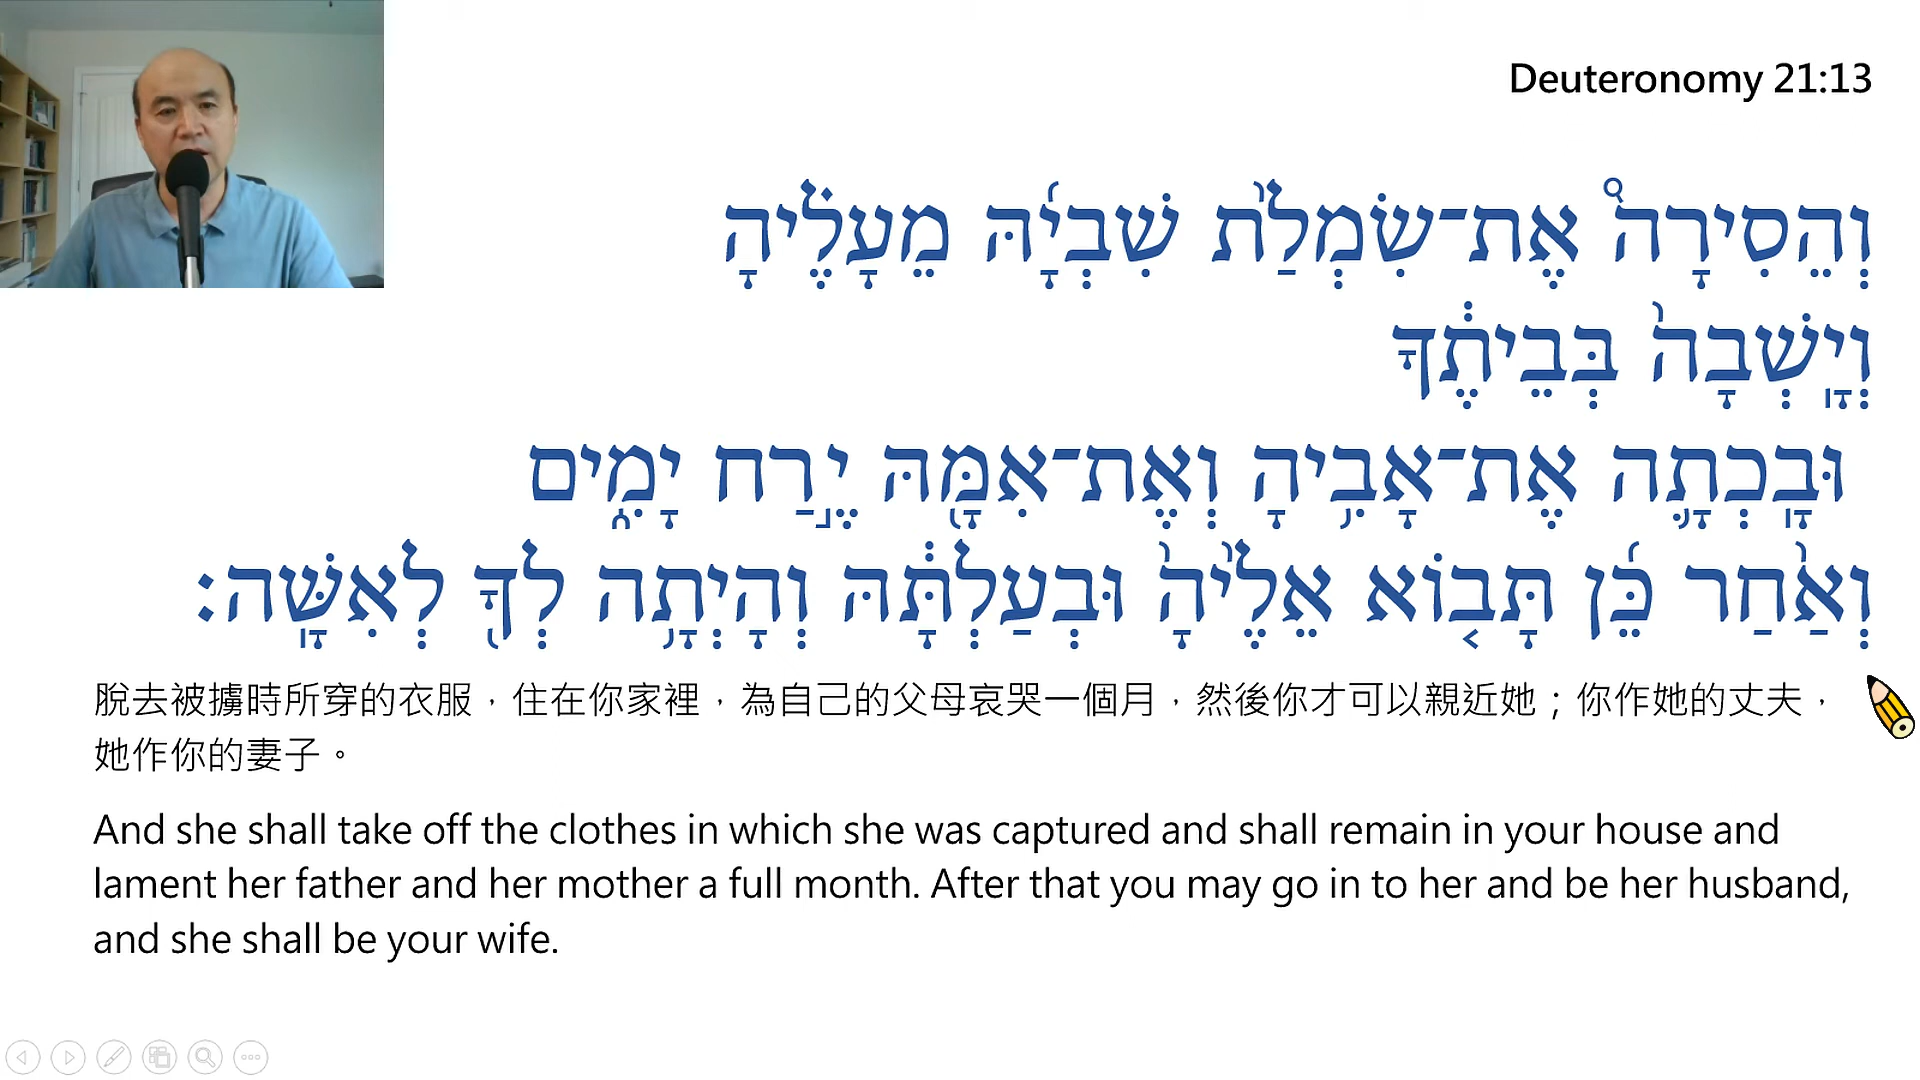 Deuteronomy 21:13
וְהֵסִירָה֩ אֶת־שִׂמְלַ֨ת שִׁבְיָ֜הּ מֵעָלֶ֗יהָ
וְיָֽשְׁבָה֙ בְּבֵיתֶ֔ךָ
וּבָֽכְתָ֛ה אֶת־אָבִ֥יהָ וְאֶת־אִמָּ֖הּ יֶ֣רַח יָמִ֑ים
וְאַ֨חַר כֵּ֜ן תָּב֤וֹא אֵלֶ֙יהָ֙ וּבְעַלְתָּ֔הּ וְהָיְתָ֥ה לְךָ֖ לְאִשָּֽׁה׃
脫去被擄時所穿的衣服，住在你家裡，為自己的父母哀哭一個月，然後你才可以親近她；你作她的丈夫，
她作你的妻子。
And she shall take off the clothes in which she was captured and shall remain in your house and
lament her father and her mother a full month. After that you may go in to her and be her husband,
and she shall be your wife.